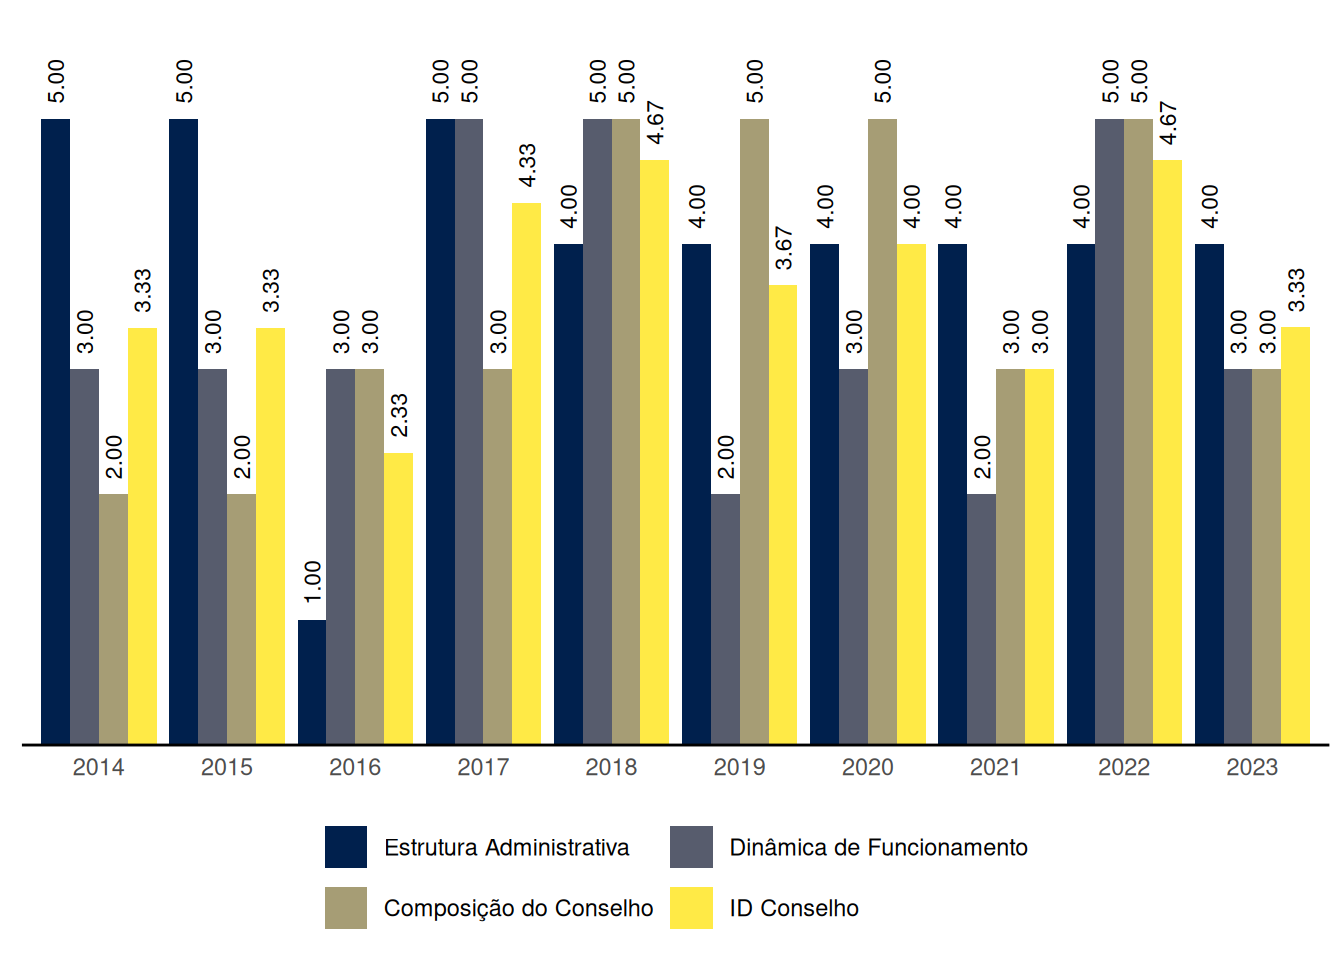 5.00 3.00 2.00 3.33
5.00 3.00 2.00 3.33
1.00 3.00 3.00 2.33
5.00 5.00 3.00 4.33
4.00 5.00 5.00 4.67
4.00 2.00 5.00 3.67
4.00 3.00 5.00 4.00
4.00 2.00 3.00 3.00
4.00 5.00 5.00 4.67
4.00 3.00 3.00 3.33
2014 2015 2016 2017 2018 2019 2020 2021 2022 2023
Estrutura Administrativa Dinâmica de Funcionamento
Composição do Conselho ID Conselho